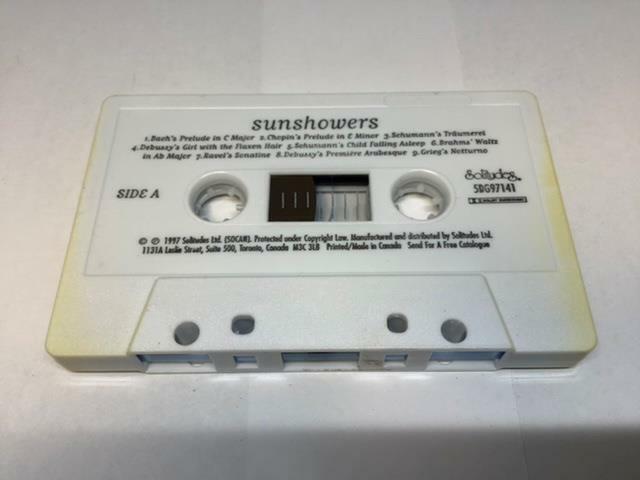 sunshowers
1.Bach's Prelude in C Major 2.Chopin's Prelude in E Minor 3.Schumann's Träumerei
4.Debussy's Girl with the Flaxen Hair 5.Schumann's Child Falling Asleep 6.Brahms' Waltz
in Ab Major 7.Ravel's Sonatine 8.Debussy's Première Arabesque 9.Grieg's Notturno
SIDE A
Solitudes
SDG97141
© ℗ 1997 Solitudes Ltd. (SOCAN). Protected under Copyright Law. Manufactured and distributed by Solitudes Ltd.
1131A Leslie Street, Suite 500, Toronto, Canada M3C 3L8 Printed/Made in Canada Send For A Free Catalogue